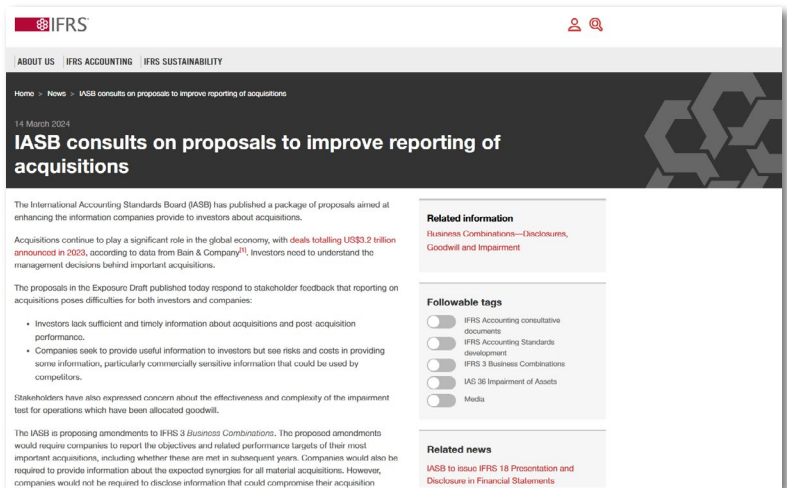 IFRS
ABOUT US IFRS ACCOUNTING IFRS SUSTAINABILITY
Home > News > IASB consults on proposals to improve reporting of acquisitions
14 March 2024
IASB consults on proposals to improve reporting of
acquisitions
The International Accounting Standards Board (IASB) has published a package of proposals aimed at
enhancing the information companies provide to investors about acquisitions.
Acquisitions continue to play a significant role in the global economy, with deals totalling US$3.2 trillion
announced in 2023, according to data from Bain & Company[1]. Investors need to understand the
management decisions behind important acquisitions.
The proposals in the Exposure Draft published today respond to stakeholder feedback that reporting on
acquisitions poses difficulties for both investors and companies:
• Investors lack sufficient and timely information about acquisitions and post-acquisition
performance.
• Companies seek to provide useful information to investors but see risks and costs in providing
some information, particularly commercially sensitive information that could be used by
competitors.
Stakeholders have also expressed concern about the effectiveness and complexity of the impairment
test for operations which have been allocated goodwill.
The IASB is proposing amendments to IFRS 3 Business Combinations. The proposed amendments
would require companies to report the objectives and related performance targets of their most
important acquisitions, including whether these are met in subsequent years. Companies would also be
required to provide information about the expected synergies for all material acquisitions. However,
companies would not be required to disclose information that could compromise their acquisition
Related information
Business Combinations—Disclosures,
Goodwill and Impairment
Followable tags
IFRS Accounting consultative
documents
IFRS Accounting Standards
development
IFRS 3 Business Combinations
IAS 36 Impairment of Assets
Media
Related news
IASB to issue IFRS 18 Presentation and
Disclosure in Financial Statements